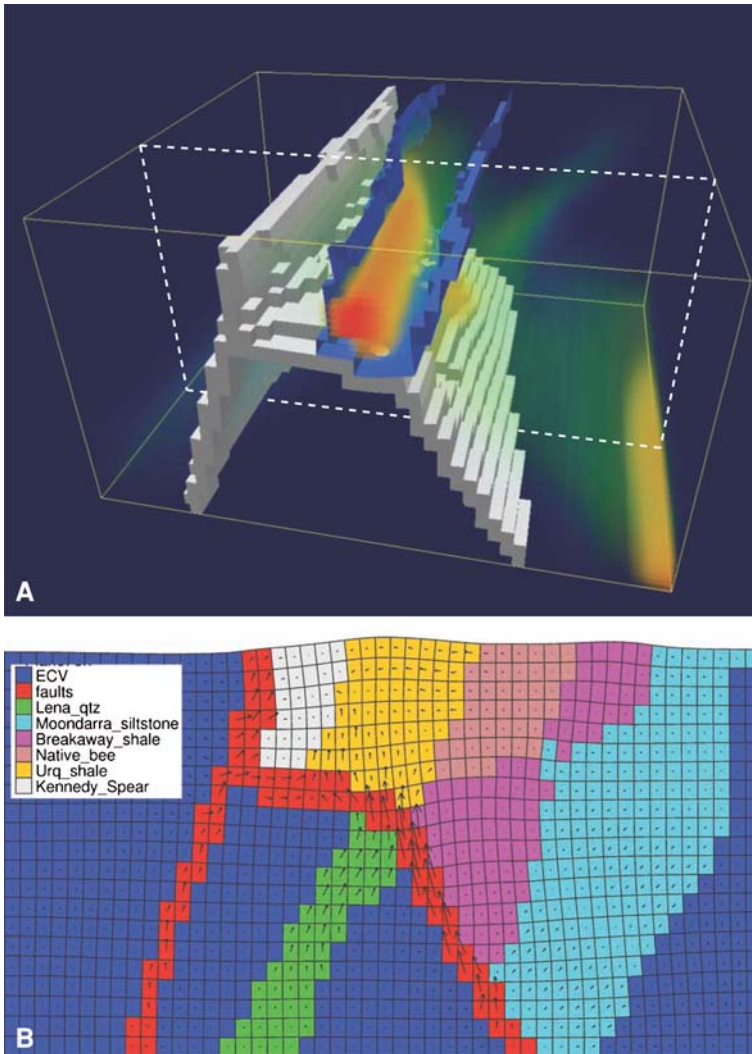 A
ECV
faults
Lena_qtz
Moondarra_siltstone
Breakaway_shale
Native_bee
Urq_shale
Kennedy_Spear
B